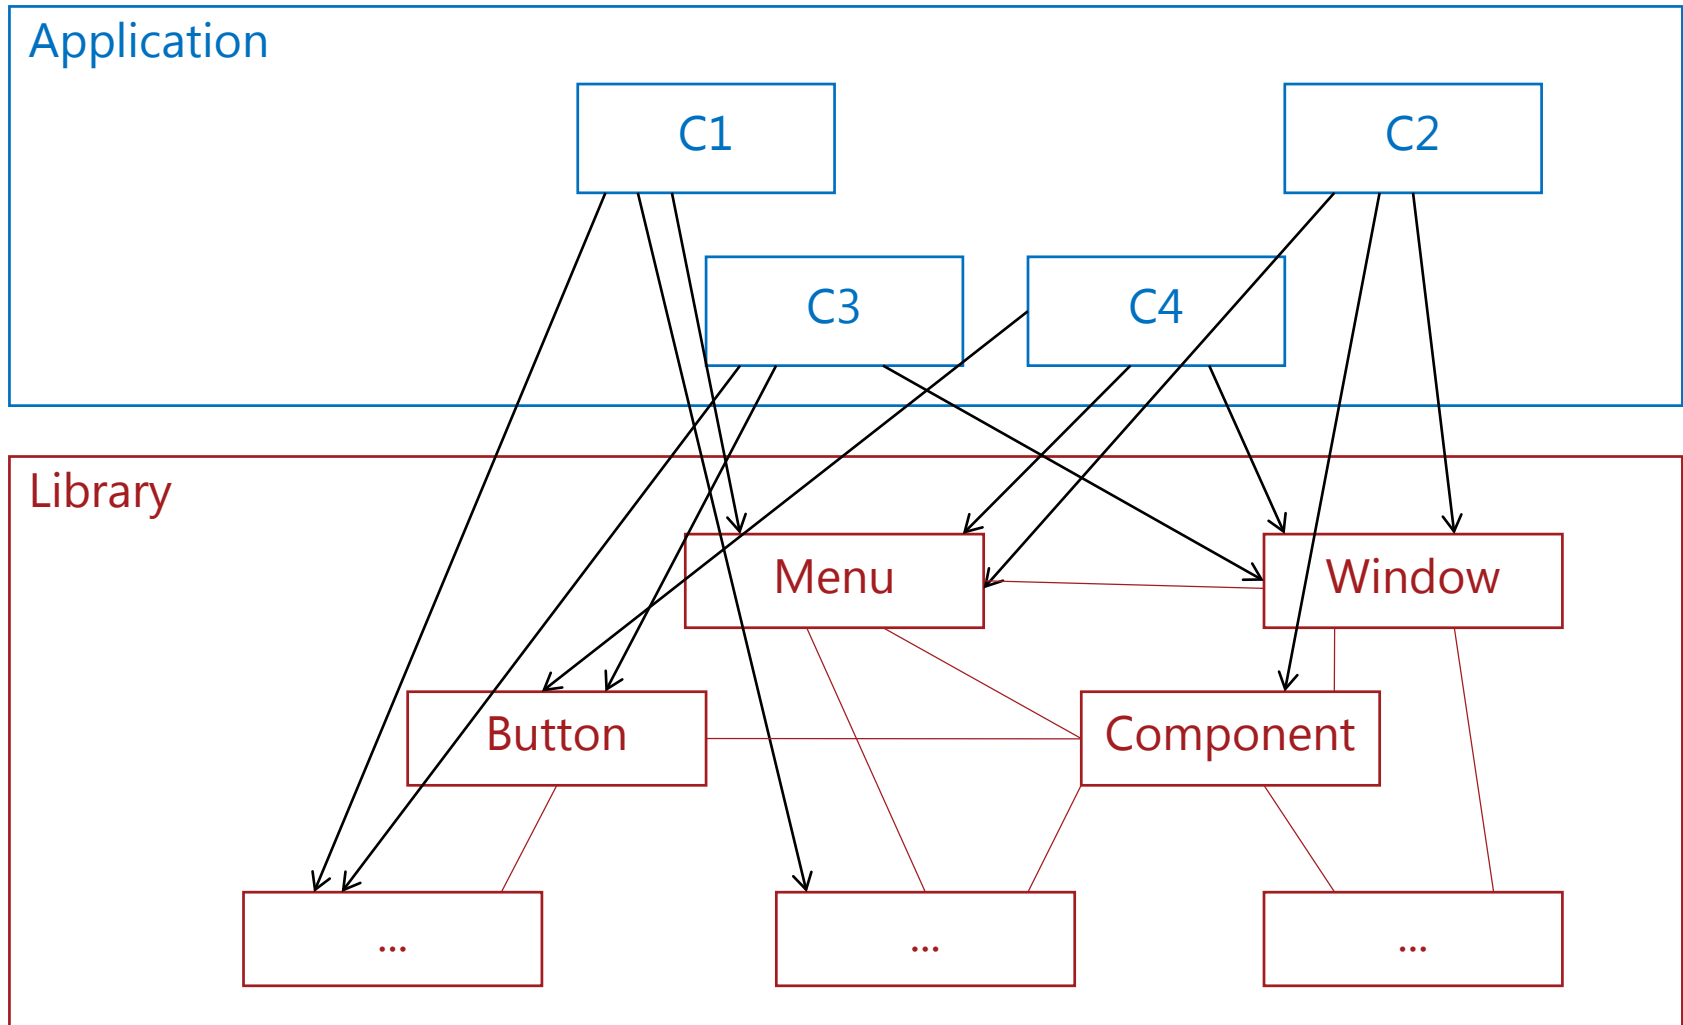 Application
C1
C2
C3
C4
Library
Menu
Window
Button
Component
...
...
...